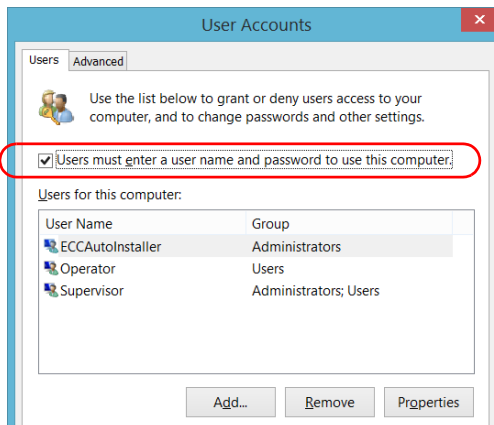 User Accounts
Users Advanced
Use the list below to grant or deny users access to your
computer, and to change passwords and other settings.
Users must enter a user name and password to use this computer.
Users for this computer:
User Name Group
ECCAutoInstaller Administrators
Operator Users
Supervisor Administrators; Users
Add... Remove Properties